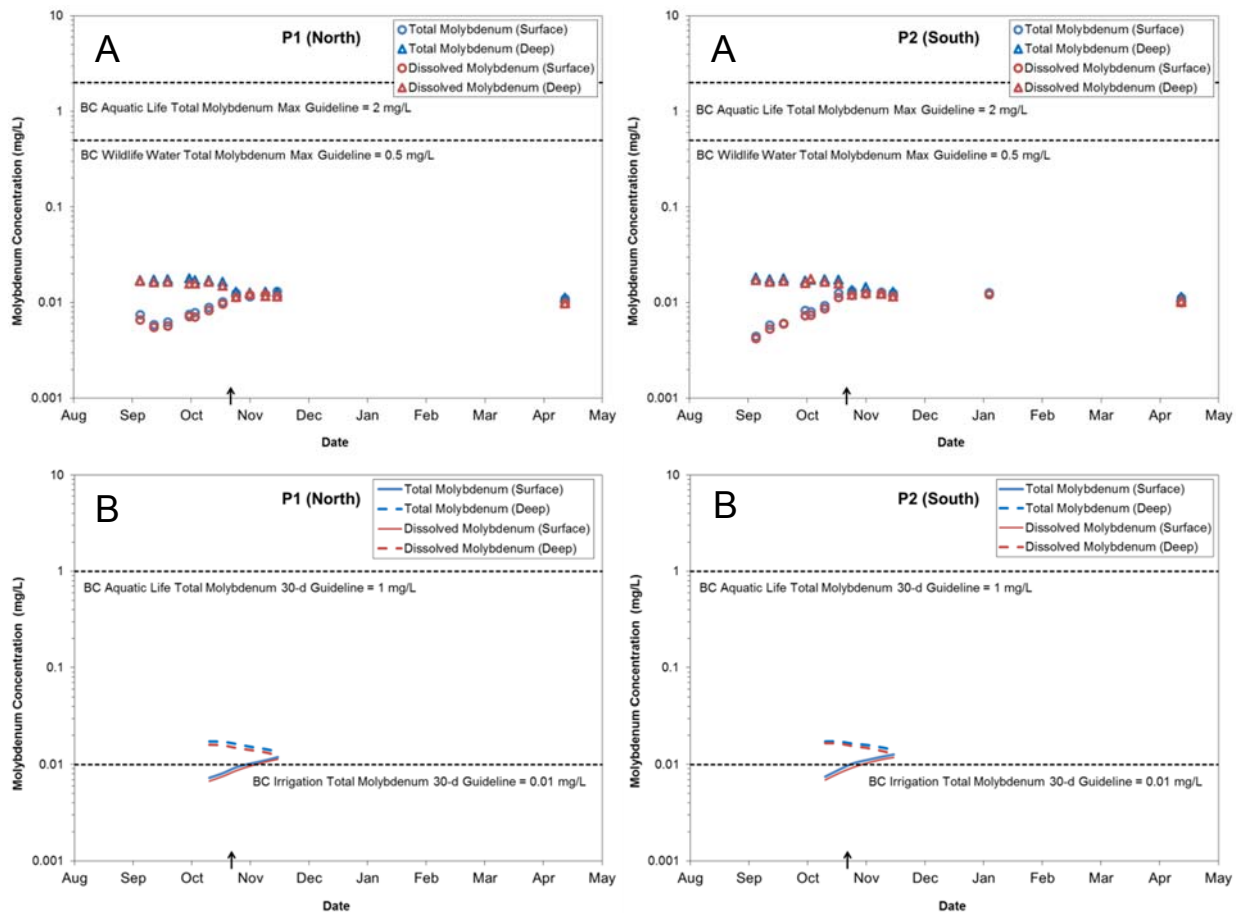 A
P1 (North)
Total Molybdenum (Surface)
Total Molybdenum (Deep)
Dissolved Molybdenum (Surface)
Dissolved Molybdenum (Deep)
BC Aquatic Life Total Molybdenum Max Guideline = 2 mg/L
BC Wildlife Water Total Molybdenum Max Guideline = 0.5 mg/L
Molybdenum Concentration (mg/L)
10
1
0.1
0.01
0.001
Aug Sep Oct Nov Dec Jan Feb Mar Apr May
Date
A
P2 (South)
Total Molybdenum (Surface)
Total Molybdenum (Deep)
Dissolved Molybdenum (Surface)
Dissolved Molybdenum (Deep)
BC Aquatic Life Total Molybdenum Max Guideline = 2 mg/L
BC Wildlife Water Total Molybdenum Max Guideline = 0.5 mg/L
Molybdenum Concentration (mg/L)
10
1
0.1
0.01
0.001
Aug Sep Oct Nov Dec Jan Feb Mar Apr May
Date
B
P1 (North)
Total Molybdenum (Surface)
Total Molybdenum (Deep)
Dissolved Molybdenum (Surface)
Dissolved Molybdenum (Deep)
BC Aquatic Life Total Molybdenum 30-d Guideline = 1 mg/L
BC Irrigation Total Molybdenum 30-d Guideline = 0.01 mg/L
Molybdenum Concentration (mg/L)
10
1
0.1
0.01
0.001
Aug Sep Oct Nov Dec Jan Feb Mar Apr May
Date
B
P2 (South)
Total Molybdenum (Surface)
Total Molybdenum (Deep)
Dissolved Molybdenum (Surface)
Dissolved Molybdenum (Deep)
BC Aquatic Life Total Molybdenum 30-d Guideline = 1 mg/L
BC Irrigation Total Molybdenum 30-d Guideline = 0.01 mg/L
Molybdenum Concentration (mg/L)
10
1
0.1
0.01
0.001
Aug Sep Oct Nov Dec Jan Feb Mar Apr May
Date